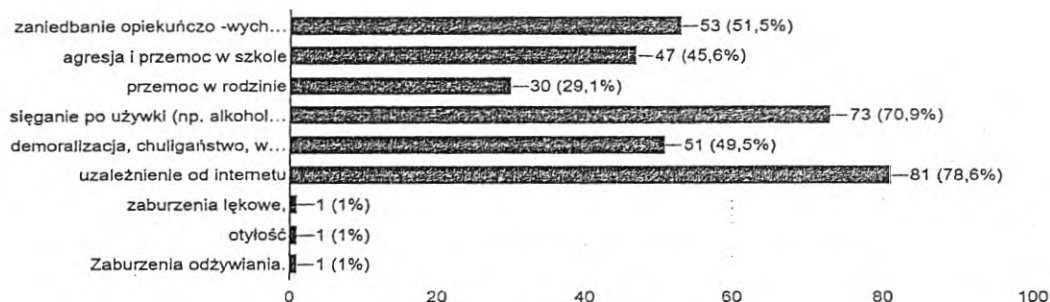 zaniedbanie opiekuńczo -wych... 53 (51,5%)
agresja i przemoc w szkole 47 (45,6%)
przemoc w rodzinie 30 (29,1%)
sięganie po używki (np. alkohol... 73 (70,9%)
demoralizacja, chuligaństwo, w... 51 (49,5%)
uzależnienie od internetu 81 (78,6%)
zaburzenia lękowe, 1 (1%)
otyłość 1 (1%)
Zaburzenia odżywiania. 1 (1%)
0 20 40 60 80 100